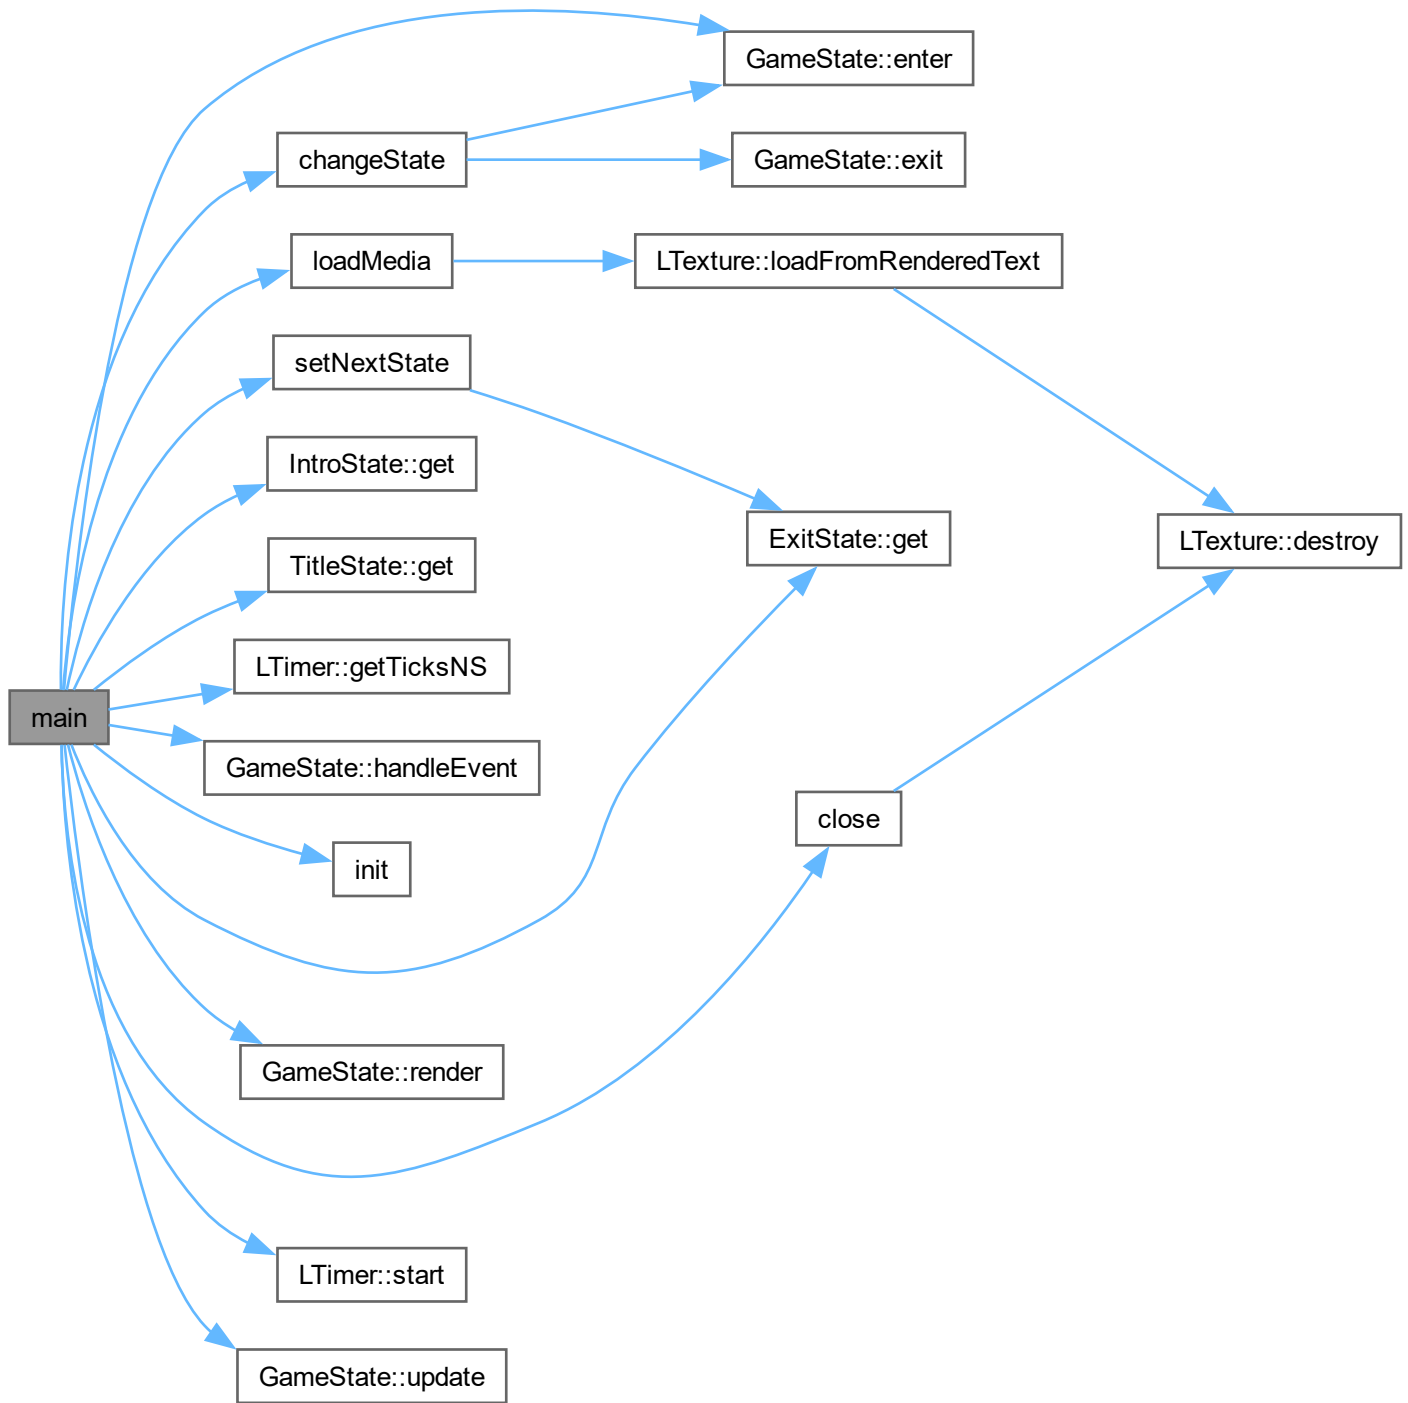 GameState::enter
changeState
GameState::exit
loadMedia
LTexture::loadFromRenderedText
setNextState
IntroState::get
ExitState::get
LTexture::destroy
TitleState::get
LTimer::getTicksNS
main
GameState::handleEvent
close
init
GameState::render
LTimer::start
GameState::update